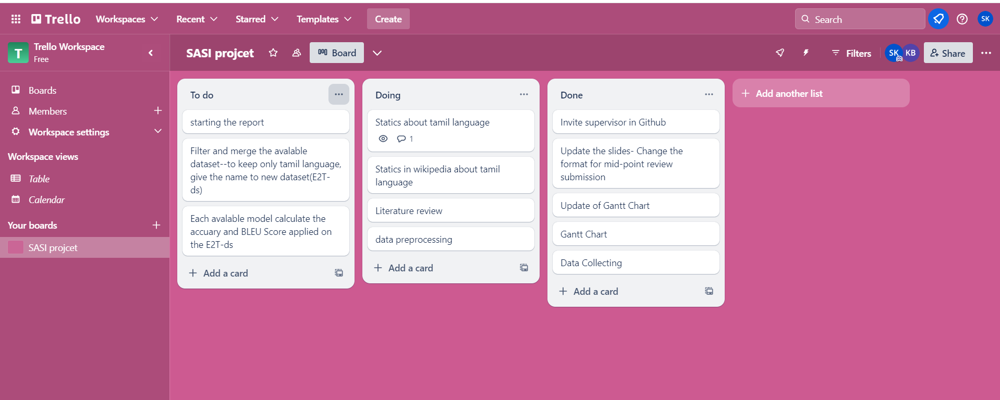 Trello
Workspaces
Recent
Starred
Templates
Create
Search
SK
T
Trello Workspace
Free
SASI projcet
Board
Filters
SK
KB
Share
Boards
Members
Workspace settings
Workspace views
Table
Calendar
Your boards
SASI projcet
To do
starting the report
Filter and merge the avalable
dataset--to keep only tamil language,
give the name to new dataset(E2T-
ds)
Each avalable model calculate the
accuary and BLEU Score applied on
the E2T-ds
Add a card
Doing
Statics about tamil language
1
Statics in wikipedia about tamil
language
Literature review
data preprocessing
Add a card
Done
Invite supervisor in Github
Update the slides- Change the
format for mid-point review
submission
Update of Gantt Chart
Gantt Chart
Data Collecting
Add a card
Add another list